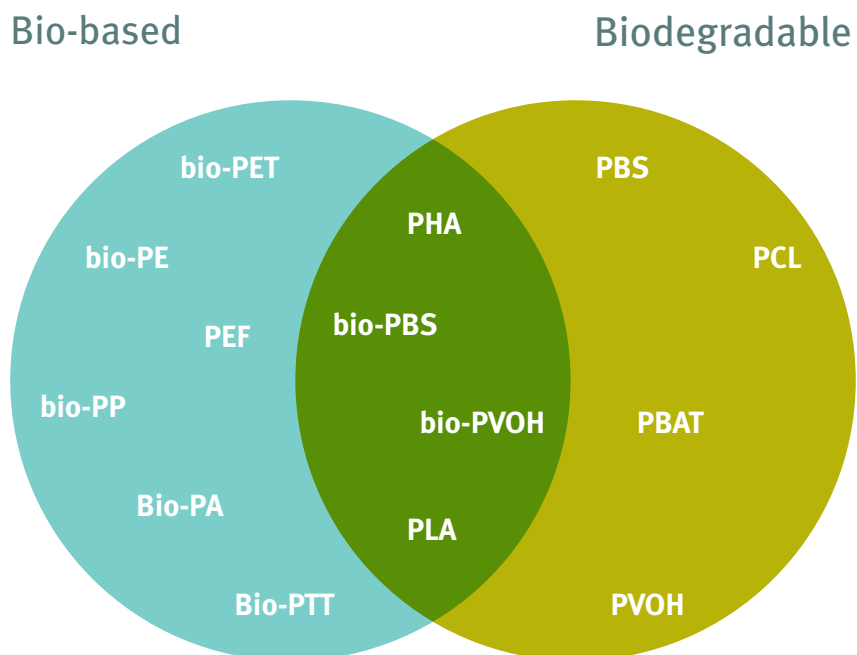 Bio-based
Biodegradable
bio-PET
PBS
PHA
bio-PE
PCL
PEF
bio-PBS
bio-PP
bio-PVOH
PBAT
Bio-PA
PLA
Bio-PTT
PVOH